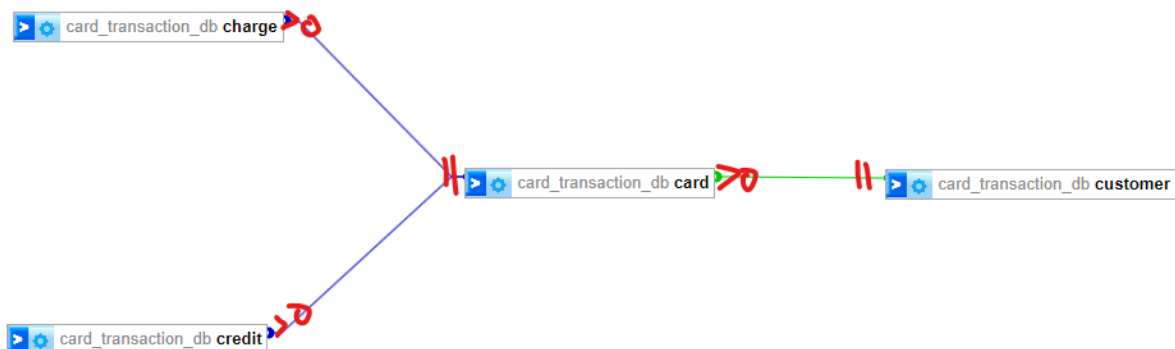 card_transaction_db charge
card_transaction_db card
card_transaction_db customer
card_transaction_db credit